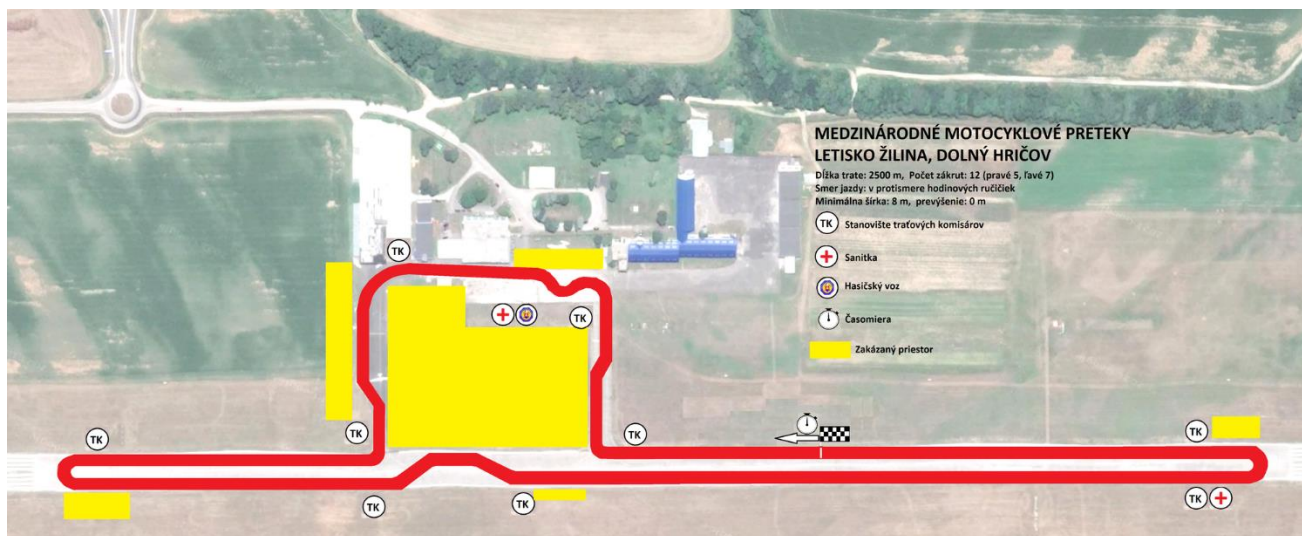 MEDZINÁRODNÉ MOTOCYKLOVÉ PRETEKY
LETISKO ŽILINA, DOLNÝ HRIČOV
Dĺžka trate: 2500 m, Počet zákrut: 12 (pravé 5, ľavé 7)
Smer jazdy: v protismere hodinových ručičiek
Minimálna šírka: 8 m, prevýšenie: 0 m
TK Stanovište traťových komisárov
Sanitka
Hasičský voz
Časomiera
Zakázaný priestor
TK
TK
TK
TK
TK
TK
TK
TK
TK